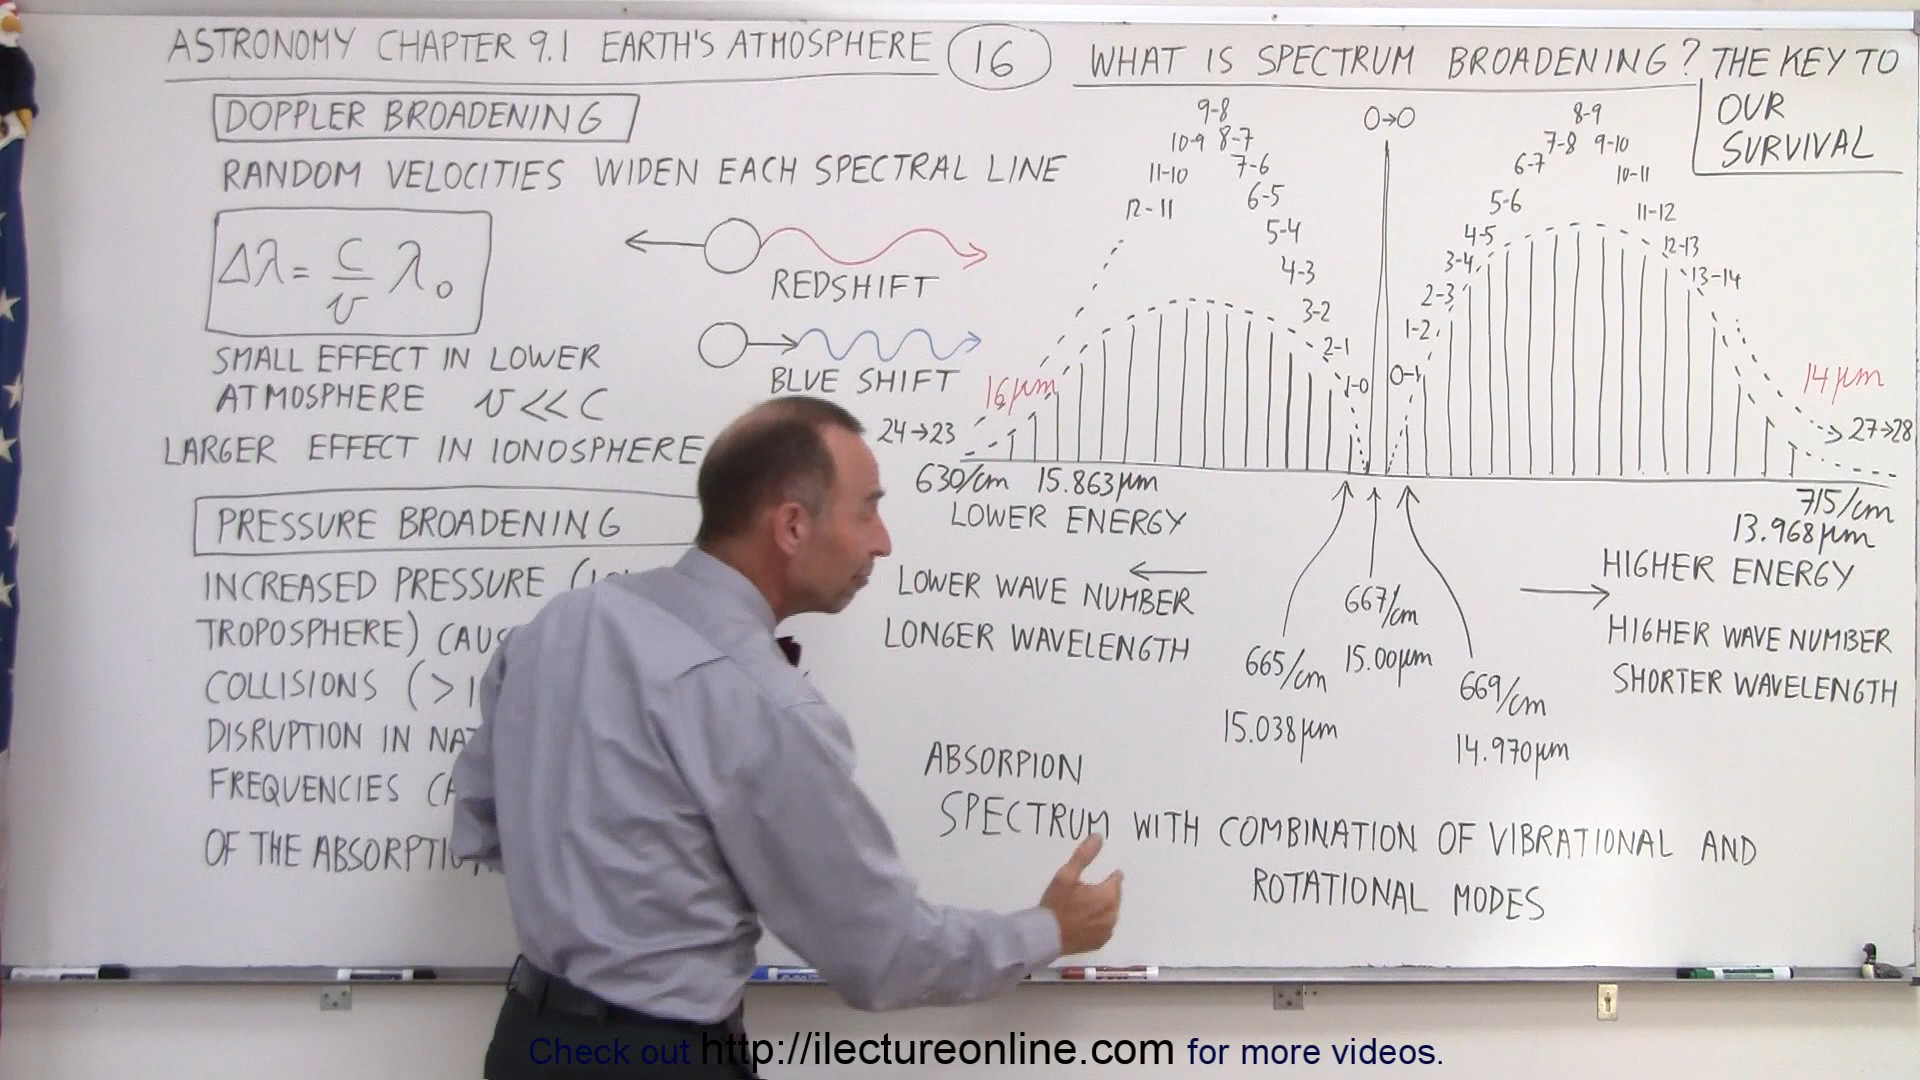 ASTRONOMY CHAPTER 9.1 EARTH'S ATMOSPHERE 16 WHAT IS SPECTRUM BROADENING? THE KEY TO
OUR
SURVIVAL
DOPPLER BROADENING
RANDOM VELOCITIES WIDEN EACH SPECTRAL LINE
Δλ = c/v λ₀
REDSHIFT
BLUE SHIFT
SMALL EFFECT IN LOWER
ATMOSPHERE v << C
LARGER EFFECT IN IONOSPHERE
PRESSURE BROADENING
INCREASED PRESSURE
TROPOSPHERE)
COLLISIONS (>
DISRUPTION IN
FREQUENCIES
OF THE
9-8
10-9 8-7
11-10 7-6
12-11 6-5
5-4
4-3
3-2
2-1
1-0
0→0
8-9
7-8 9-10
6-7 10-11
5-6 11-12
4-5 12-13
3-4 13-14
2-3
1-2
0-1
16μm
14μm
24→23
27→28
630/cm 15.863μm
LOWER ENERGY
←
LOWER WAVE NUMBER
LONGER WAVELENGTH
715/cm
13.968μm
HIGHER ENERGY
→
HIGHER WAVE NUMBER
SHORTER WAVELENGTH
667/cm
15.00μm
665/cm
15.038μm
669/cm
14.970μm
ABSORPION
SPECTRUM WITH COMBINATION OF VIBRATIONAL AND
ROTATIONAL MODES
Check out http://ilectureonline.com for more videos.